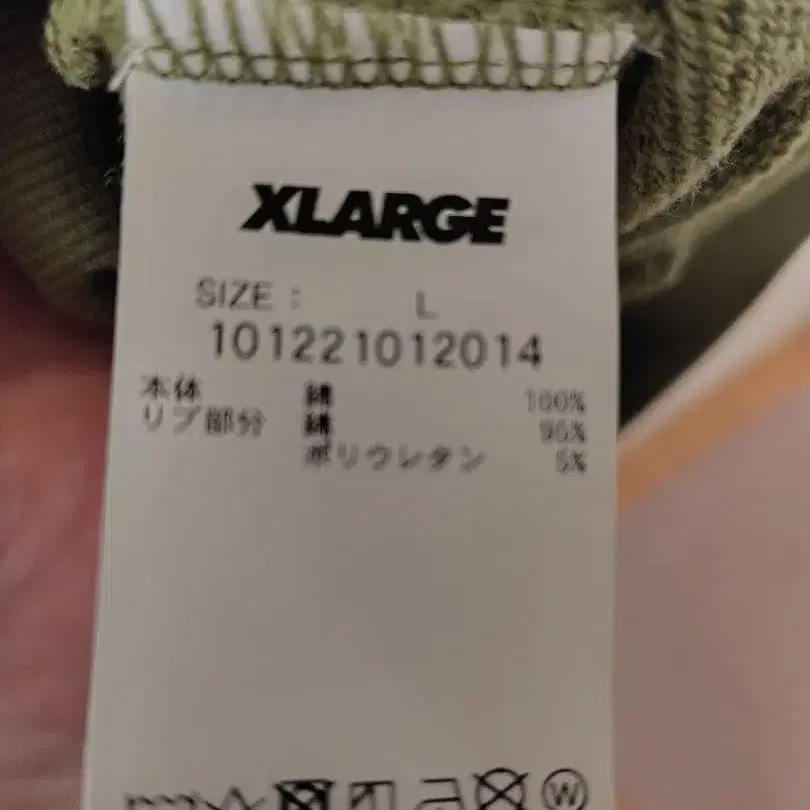 XLARGE
SIZE : L
101221012014
本体 綿 100%
リブ部分 綿 95%
ポリウレタン 5%
W